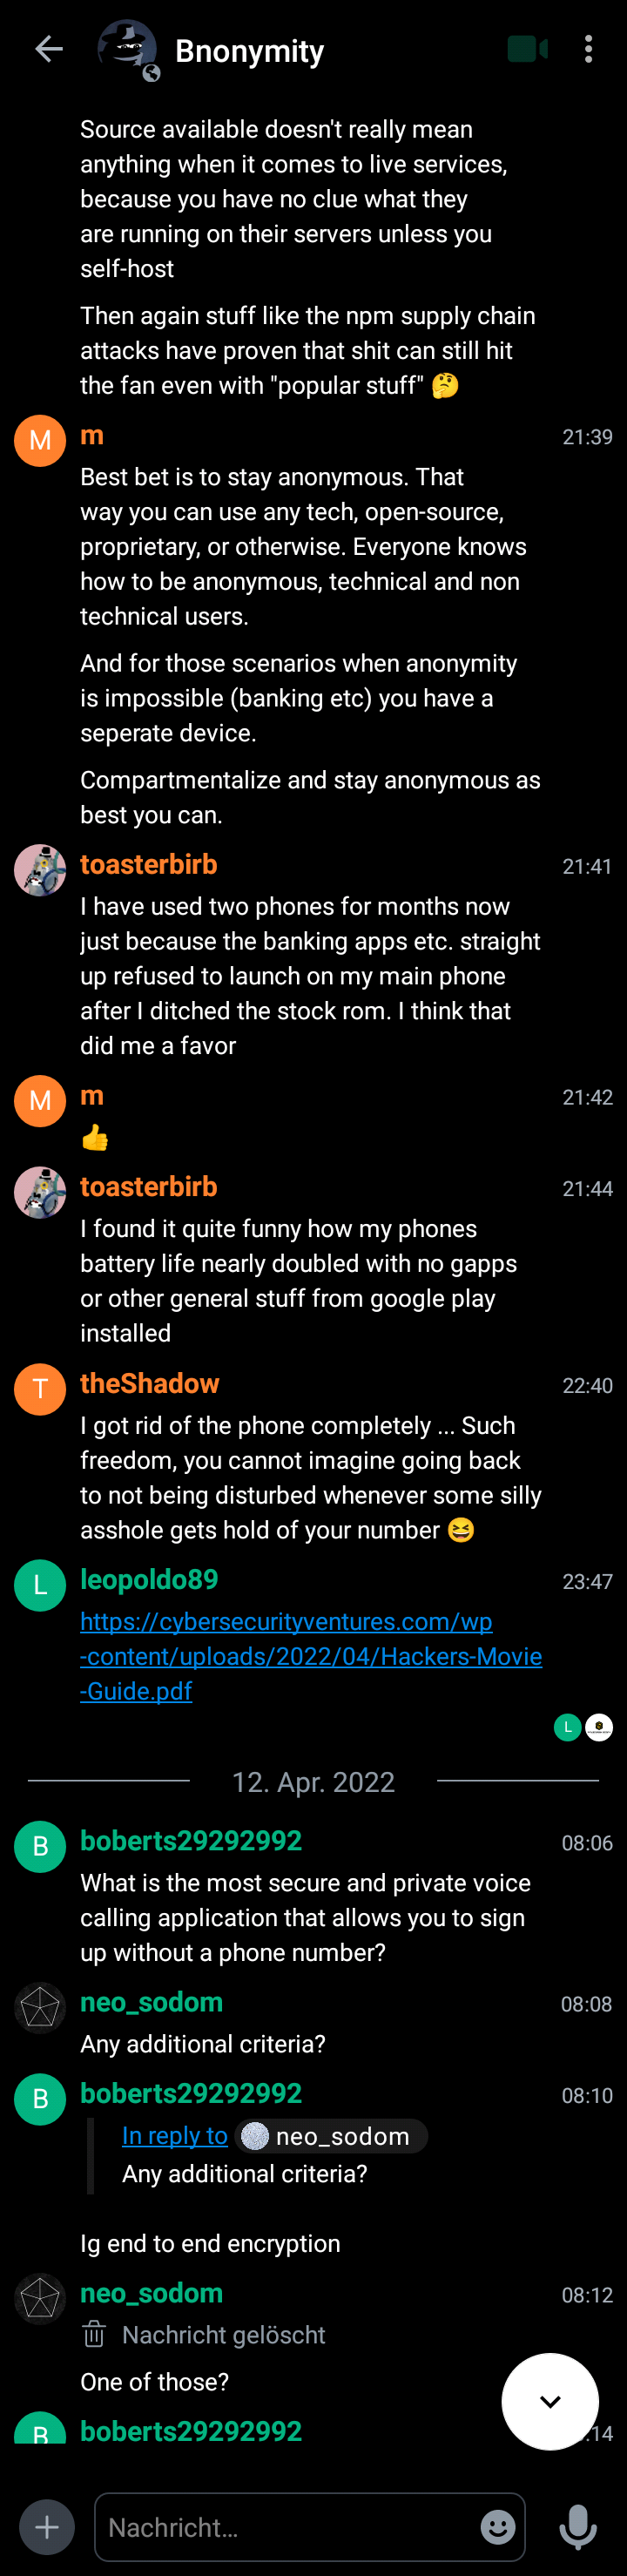 Bnonymity
Source available doesn't really mean
anything when it comes to live services,
because you have no clue what they
are running on their servers unless you
self-host
Then again stuff like the npm supply chain
attacks have proven that shit can still hit
the fan even with "popular stuff" 🤔
M
m
21:39
Best bet is to stay anonymous. That
way you can use any tech, open-source,
proprietary, or otherwise. Everyone knows
how to be anonymous, technical and non
technical users.
And for those scenarios when anonymity
is impossible (banking etc) you have a
seperate device.
Compartmentalize and stay anonymous as
best you can.
toasterbirb
21:41
I have used two phones for months now
just because the banking apps etc. straight
up refused to launch on my main phone
after I ditched the stock rom. I think that
did me a favor
M
m
21:42
👍
toasterbirb
21:44
I found it quite funny how my phones
battery life nearly doubled with no gapps
or other general stuff from google play
installed
T
theShadow
22:40
I got rid of the phone completely ... Such
freedom, you cannot imagine going back
to not being disturbed whenever some silly
asshole gets hold of your number 😆
L
leopoldo89
23:47
https://cybersecurityventures.com/wp
-content/uploads/2022/04/Hackers-Movie
-Guide.pdf
L
12. Apr. 2022
B
boberts29292992
08:06
What is the most secure and private voice
calling application that allows you to sign
up without a phone number?
neo_sodom
08:08
Any additional criteria?
B
boberts29292992
08:10
In reply to neo_sodom
Any additional criteria?
Ig end to end encryption
neo_sodom
08:12
Nachricht gelöscht
One of those?
B
boberts29292992
14
Nachricht...